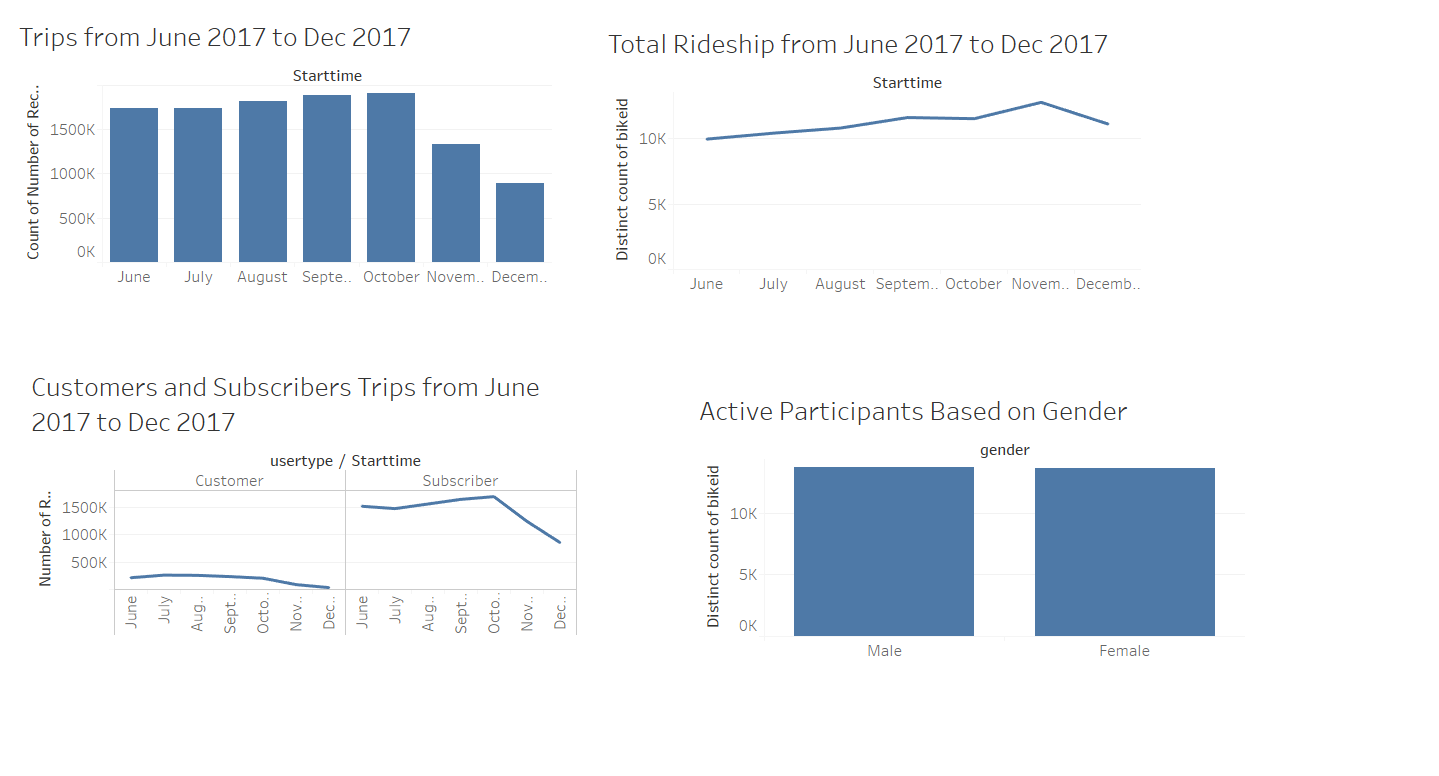 Trips from June 2017 to Dec 2017
Starttime
Count of Number of Rec..
1500K
1000K
500K
0K
June July August Septe.. October Novem.. Decem..
Total Rideship from June 2017 to Dec 2017
Starttime
Distinct count of bikeid
10K
5K
0K
June July August Septem.. October Novem.. Decemb..
Customers and Subscribers Trips from June
2017 to Dec 2017
usertype / Starttime
Customer Subscriber
Number of R..
1500K
1000K
500K
June July Aug.. Sept.. Octo.. Nov.. Dec.. June July Aug.. Sept.. Octo.. Nov.. Dec..
Active Participants Based on Gender
gender
Distinct count of bikeid
10K
5K
0K
Male Female